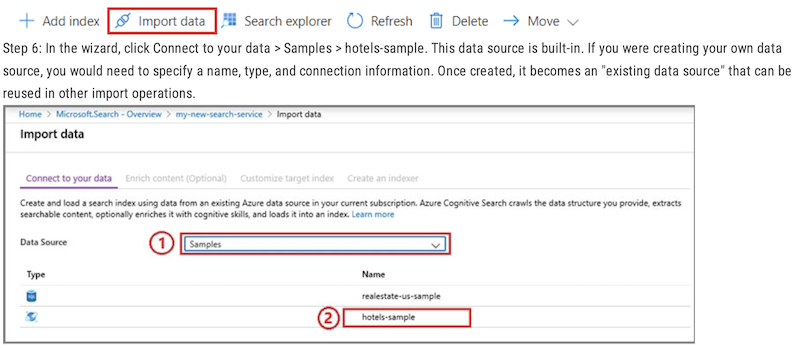 Add index Import data Search explorer Refresh Delete Move
Step 6: In the wizard, click Connect to your data > Samples > hotels-sample. This data source is built-in. If you were creating your own data
source, you would need to specify a name, type, and connection information. Once created, it becomes an "existing data source" that can be
reused in other import operations.
Home > Microsoft.Search - Overview > my-new-search-service > Import data
Import data
Connect to your data Enrich content (Optional) Customize target index Create an indexer
Create and load a search index using data from an existing Azure data source in your current subscription. Azure Cognitive Search crawls the data structure you provide, extracts
searchable content, optionally enriches it with cognitive skills, and loads it into an index. Learn more
Data Source 1 Samples
Type Name
realestate-us-sample
2 hotels-sample